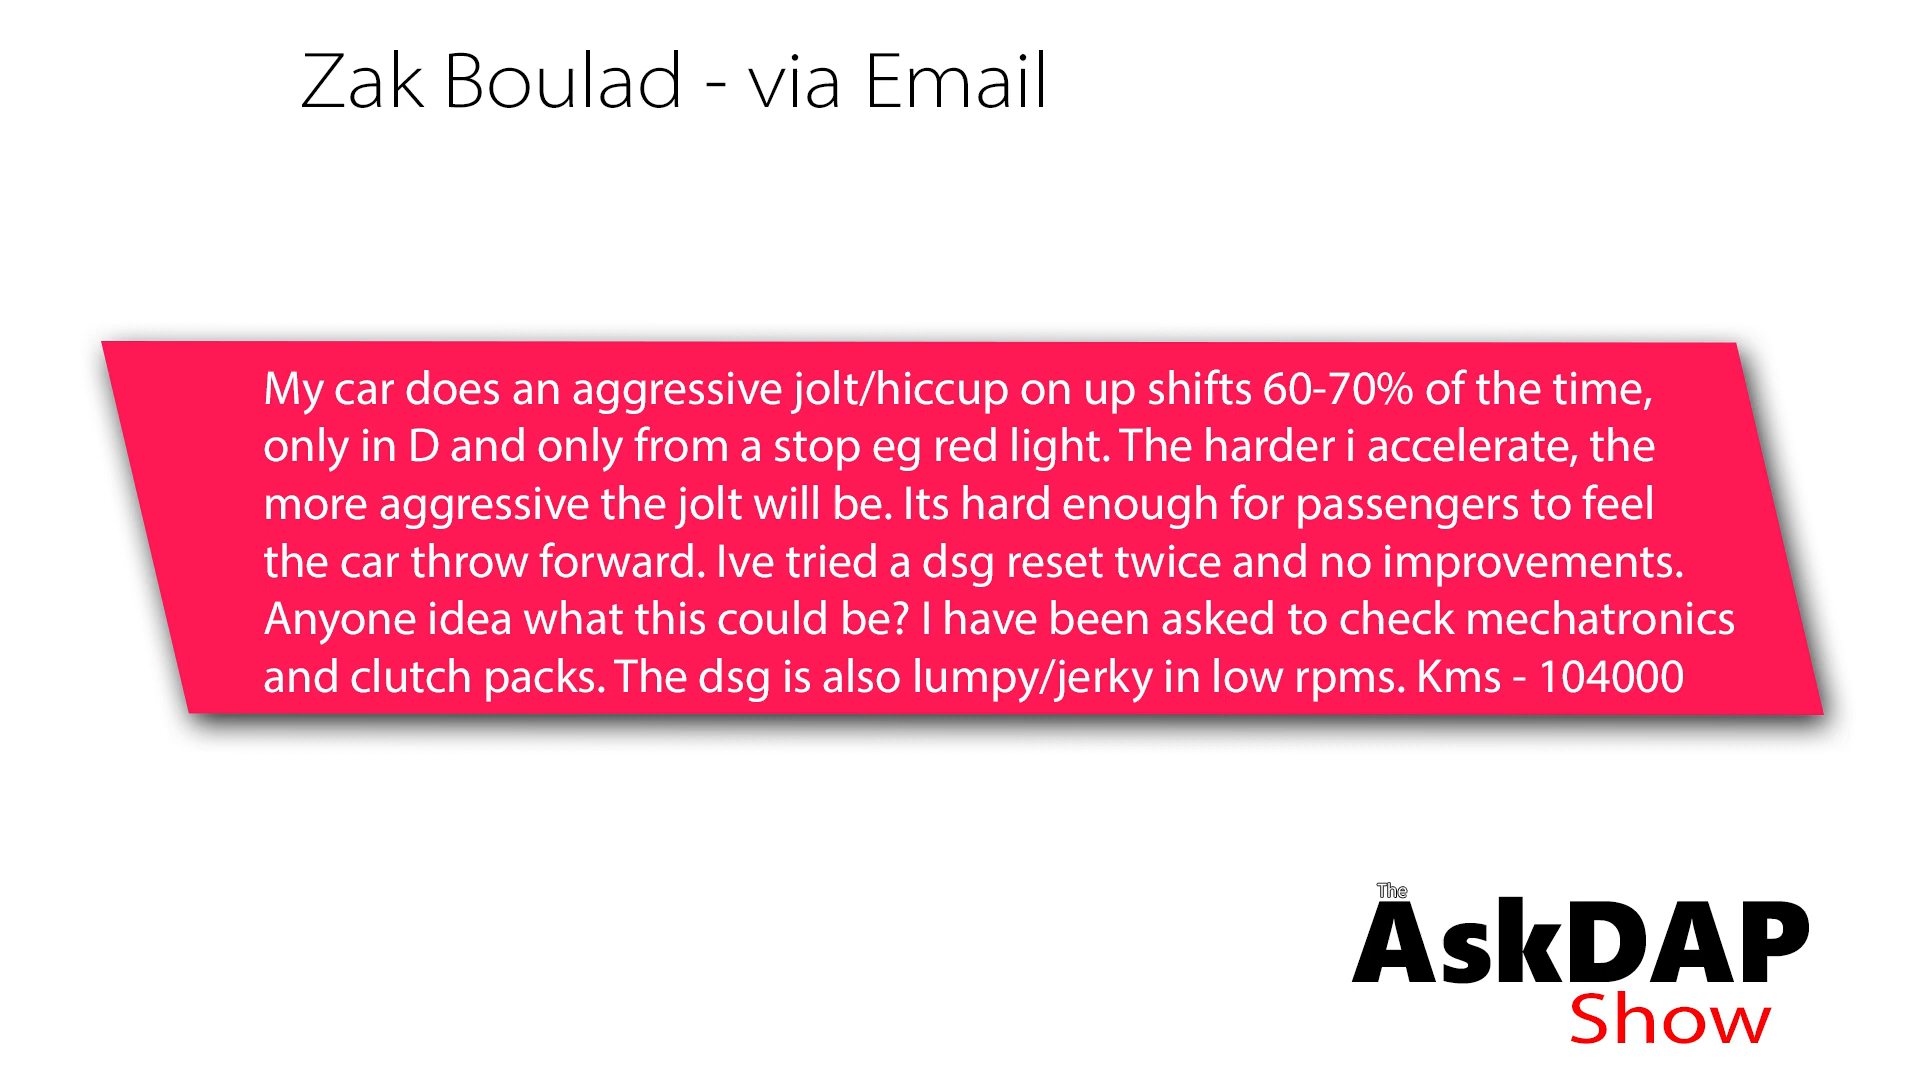 Zak Boulad - via Email
My car does an aggressive jolt/hiccup on up shifts 60-70% of the time,
only in D and only from a stop eg red light. The harder i accelerate, the
more aggressive the jolt will be. Its hard enough for passengers to feel
the car throw forward. Ive tried a dsg reset twice and no improvements.
Anyone idea what this could be? I have been asked to check mechatronics
and clutch packs. The dsg is also lumpy/jerky in low rpms. Kms - 104000
The
AskDAP
Show